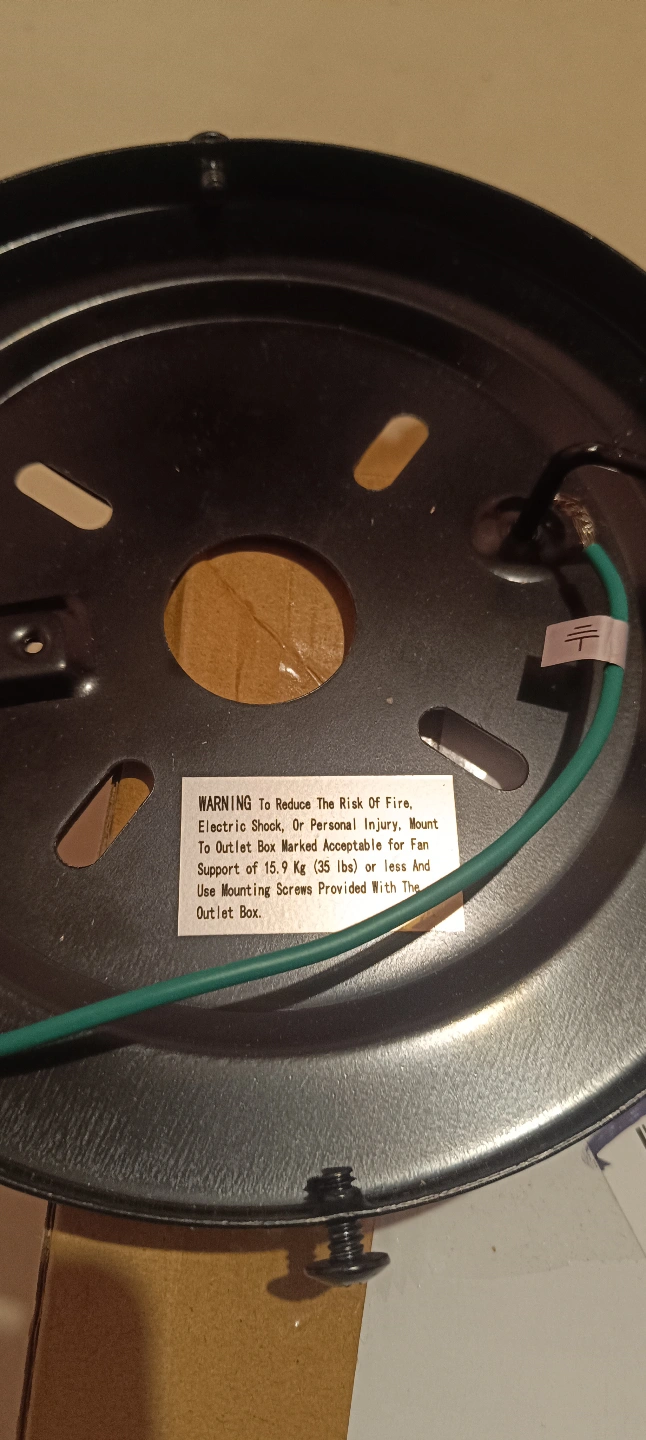 WARNING To Reduce The Risk Of Fire,
Electric Shock, Or Personal Injury, Mount
To Outlet Box Marked Acceptable for Fan
Support of 15.9 Kg (35 lbs) or less And
Use Mounting Screws Provided With The
Outlet Box.